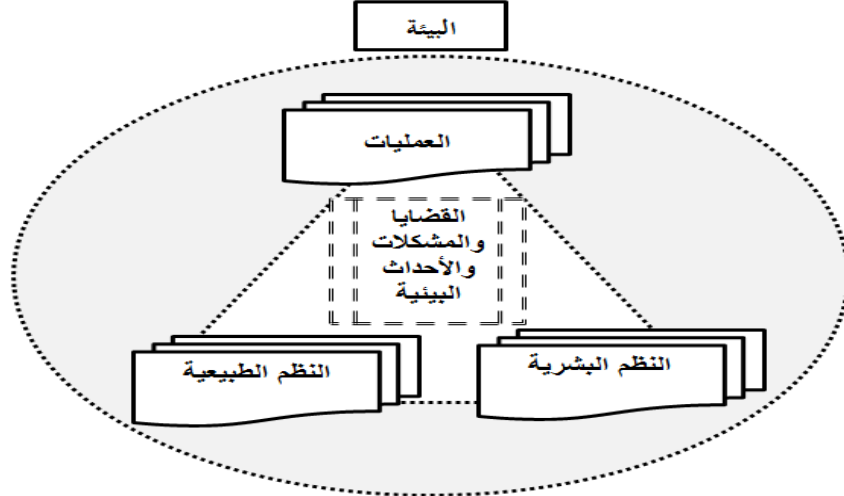 البيئة
العمليات
القضايا
والمشكلات
والأحداث
البيئية
النظم البشرية
النظم الطبيعية